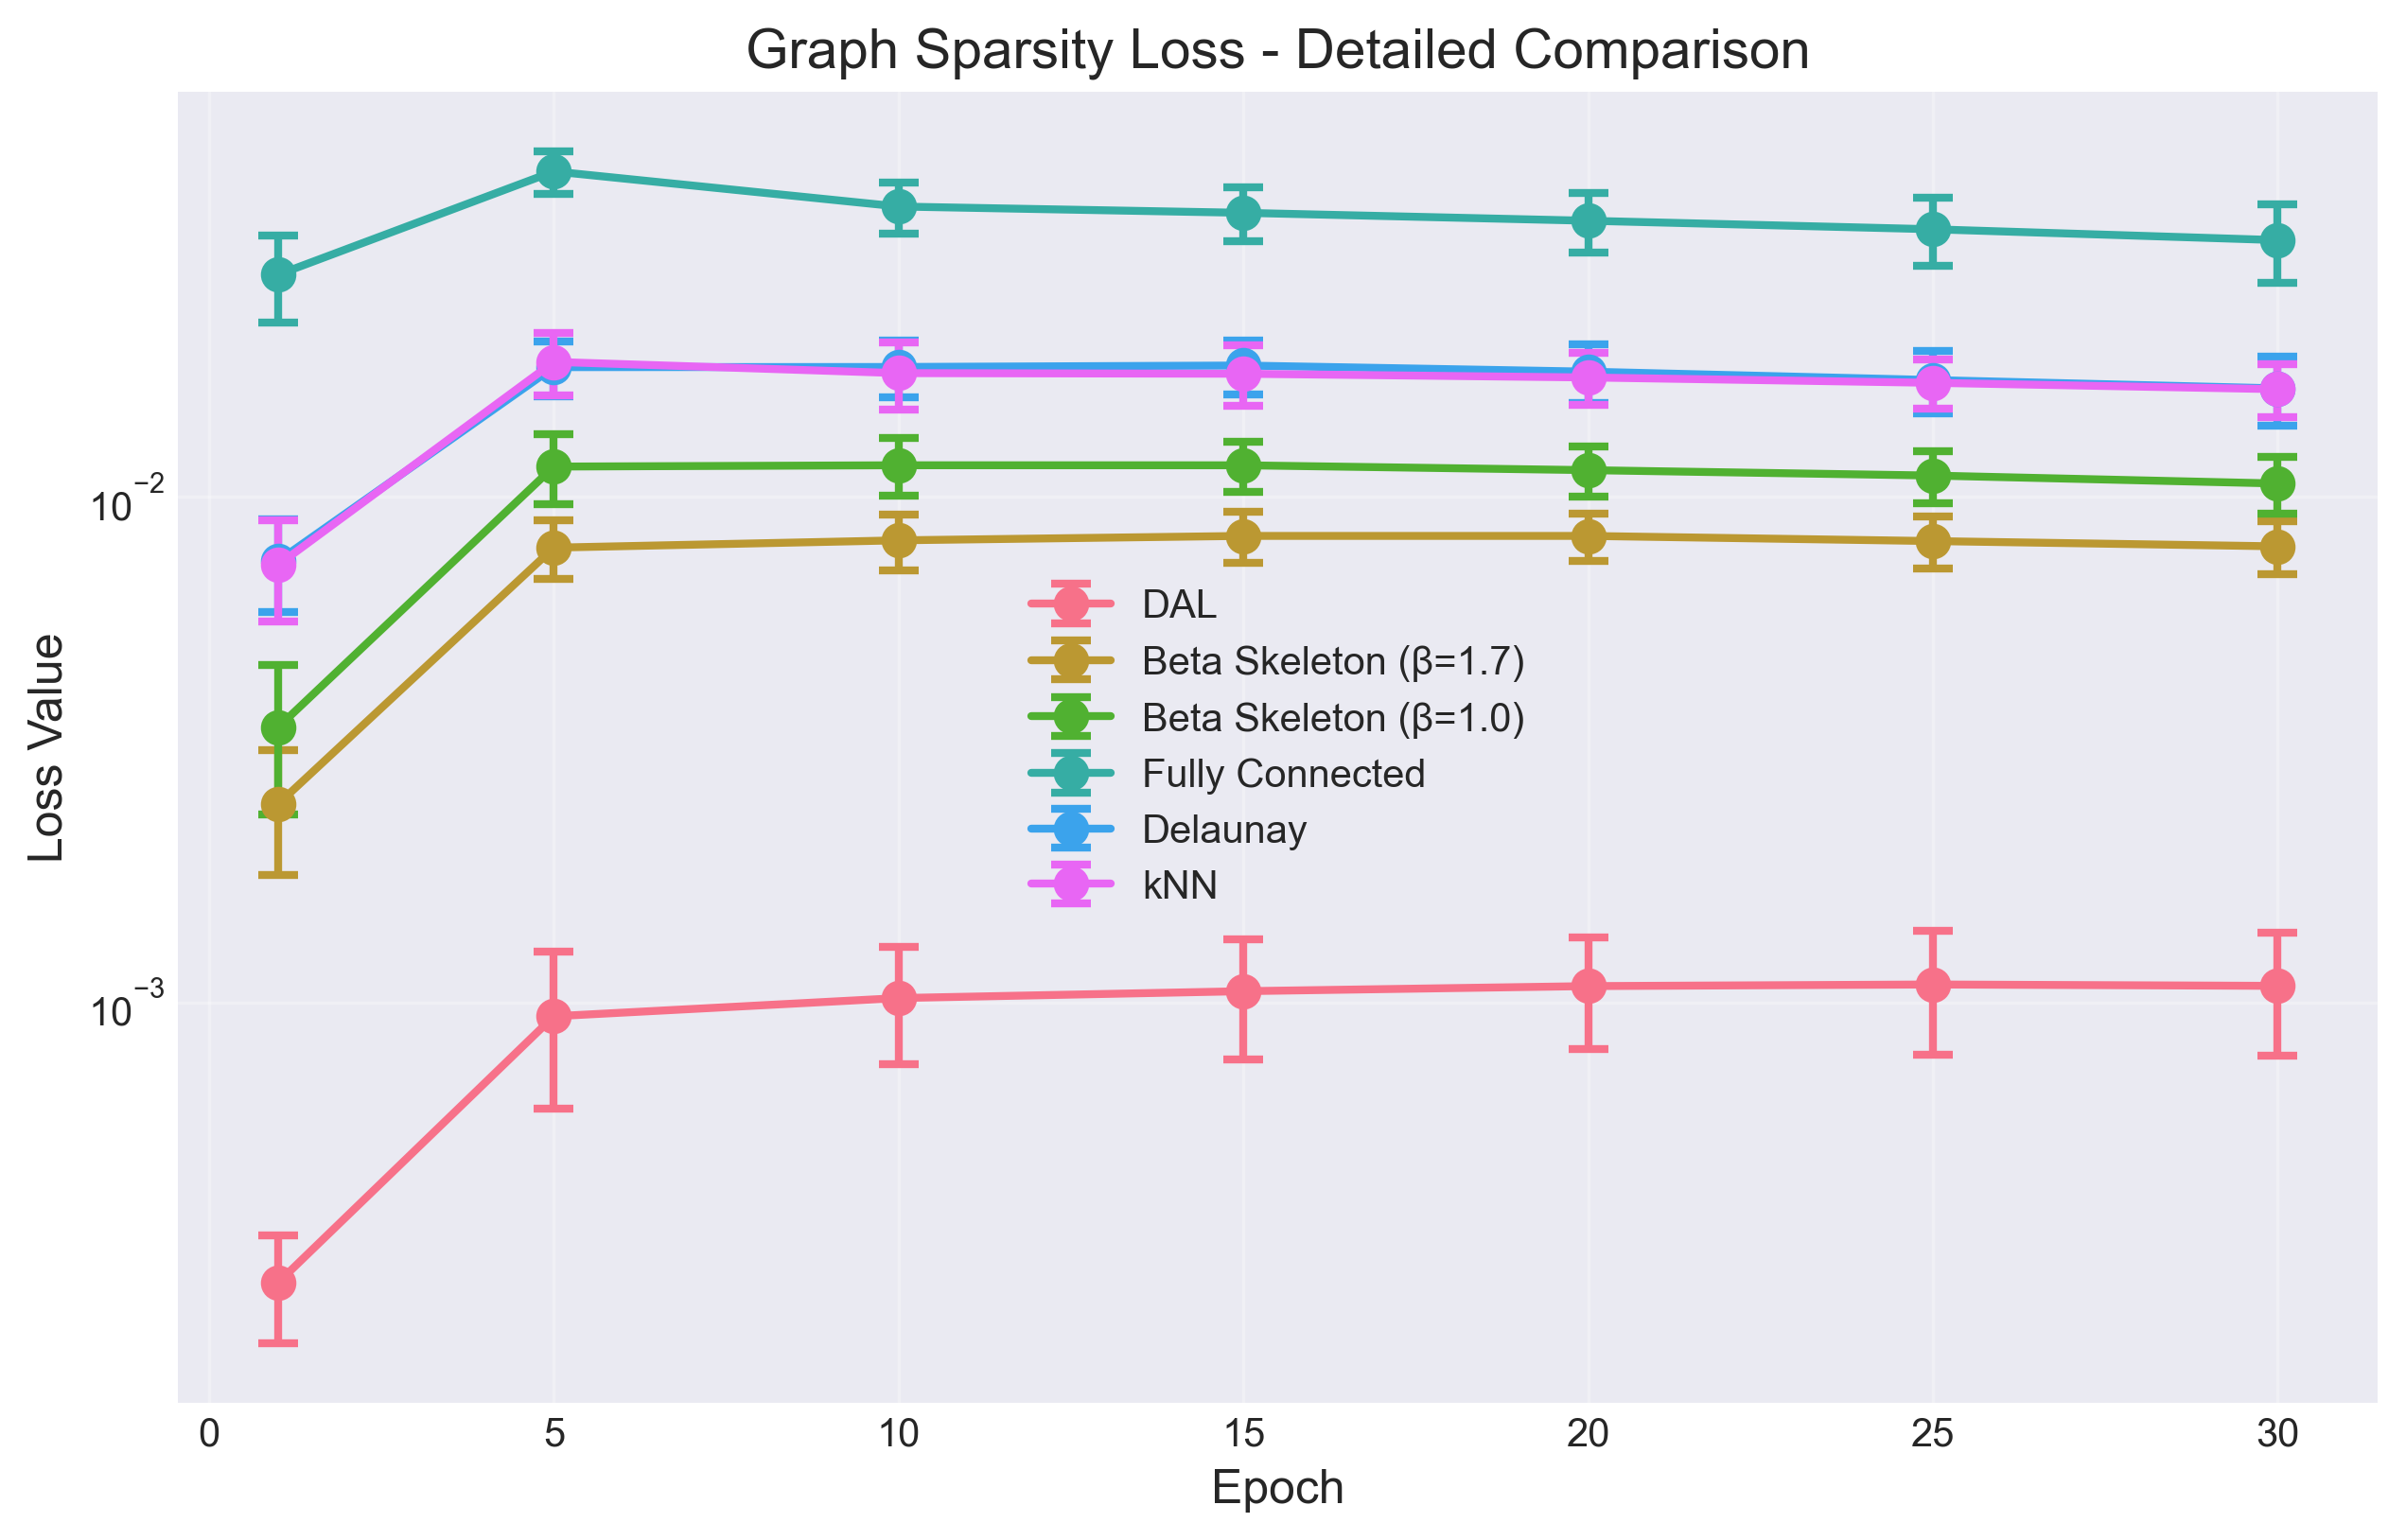 Graph Sparsity Loss - Detailed Comparison
Loss Value
10⁻²
10⁻³
DAL
Beta Skeleton (β=1.7)
Beta Skeleton (β=1.0)
Fully Connected
Delaunay
kNN
0 5 10 15 20 25 30
Epoch